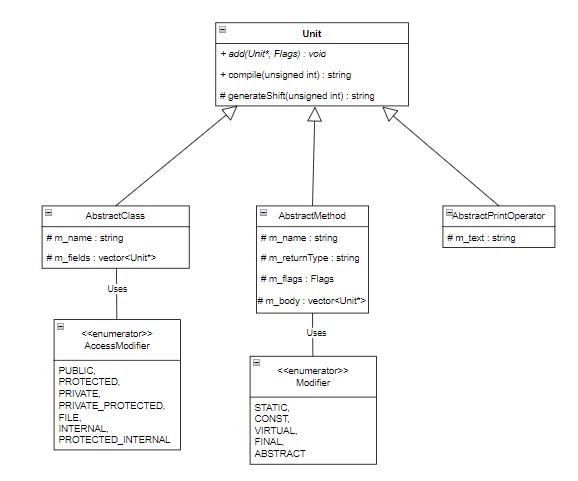 Unit
+ add(Unit*, Flags) : void
+ compile(unsigned int) : string
# generateShift(unsigned int) : string
AbstractClass
# m_name : string
# m_fields : vector<Unit*>
AbstractMethod
# m_name : string
# m_returnType : string
# m_flags : Flags
# m_body : vector<Unit*>
AbstractPrintOperator
# m_text : string
Uses
Uses
<<enumerator>>
AccessModifier
PUBLIC,
PROTECTED,
PRIVATE,
PRIVATE_PROTECTED,
FILE,
INTERNAL,
PROTECTED_INTERNAL
<<enumerator>>
Modifier
STATIC,
CONST,
VIRTUAL,
FINAL,
ABSTRACT